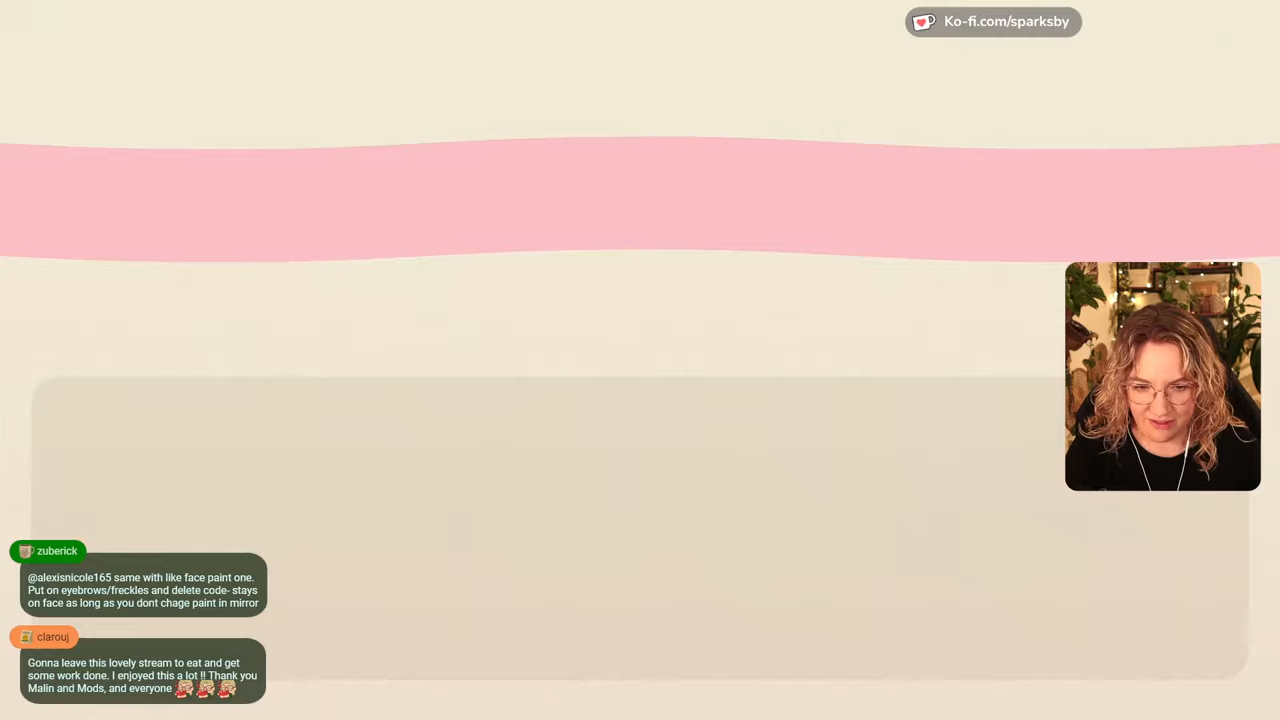 Ko-fi.com/sparksby
zuberick
@alexisnicole165 same with like face paint one.
Put on eyebrows/freckles and delete code- stays
on face as long as you dont chage paint in mirror
clarouj
Gonna leave this lovely stream to eat and get
some work done. I enjoyed this a lot !! Thank you
Malin and Mods, and everyone